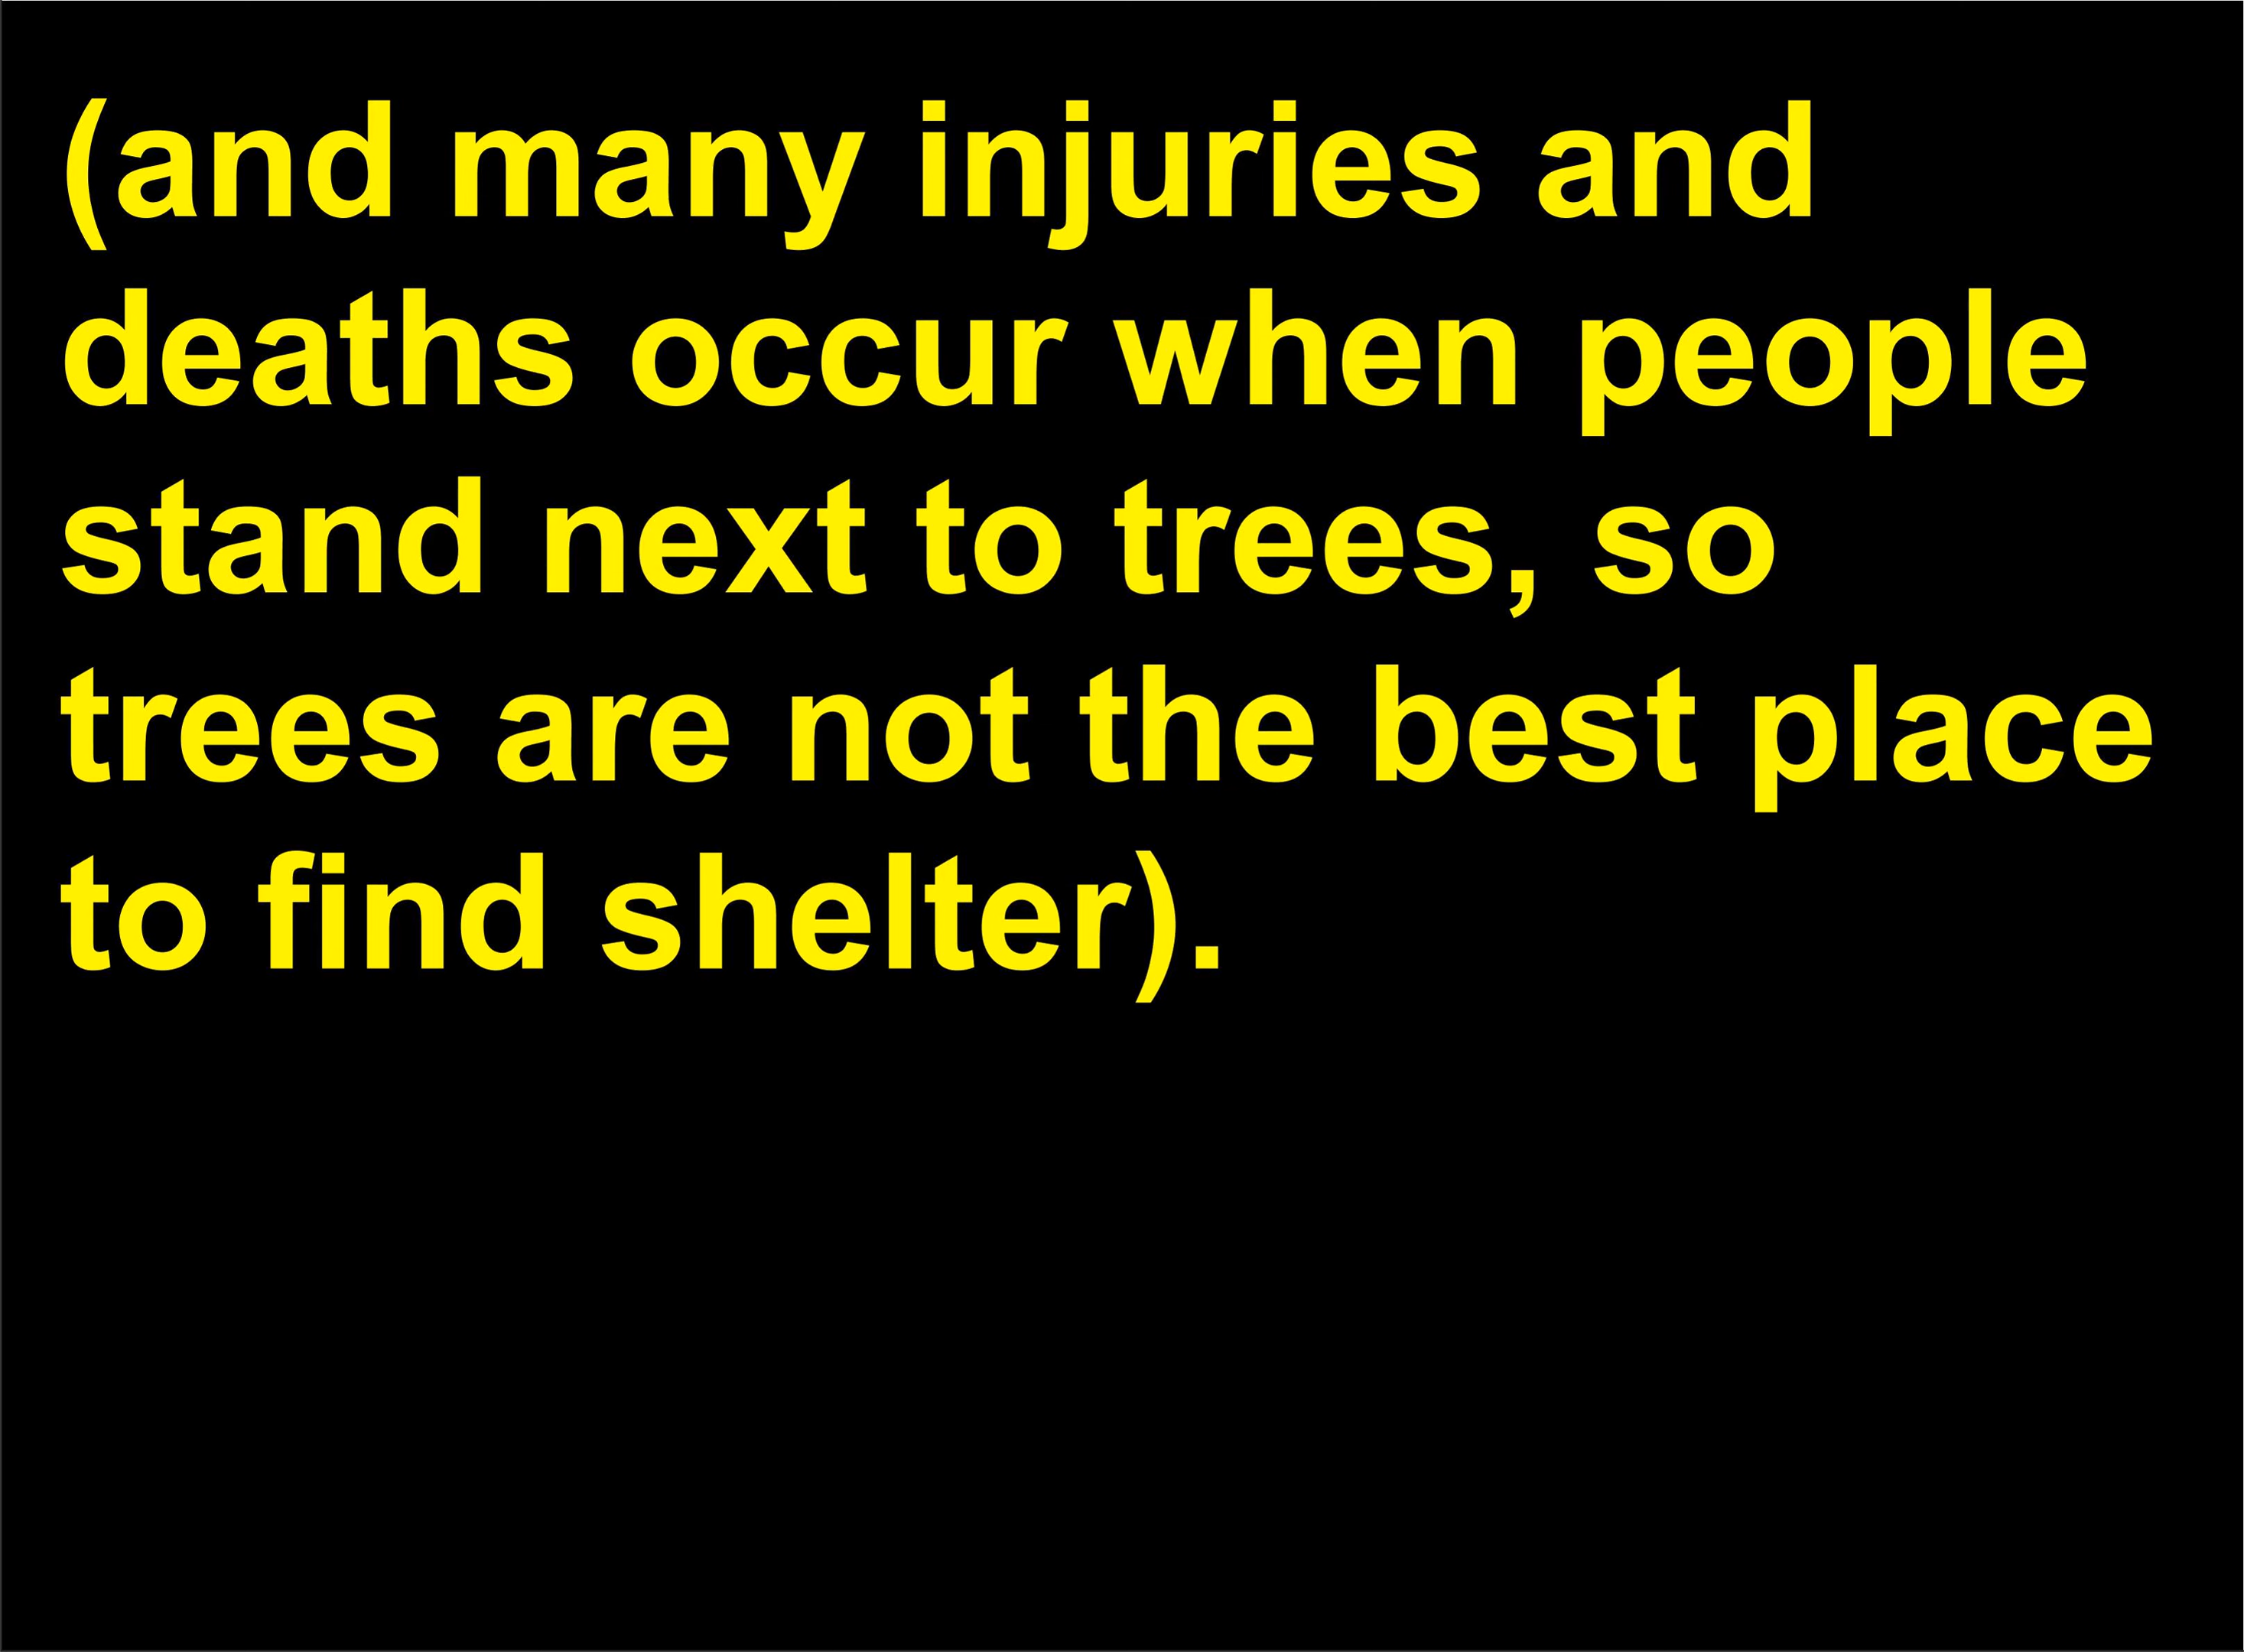 (and many injuries and
deaths occur when people
stand next to trees, so
trees are not the best place
to find shelter).